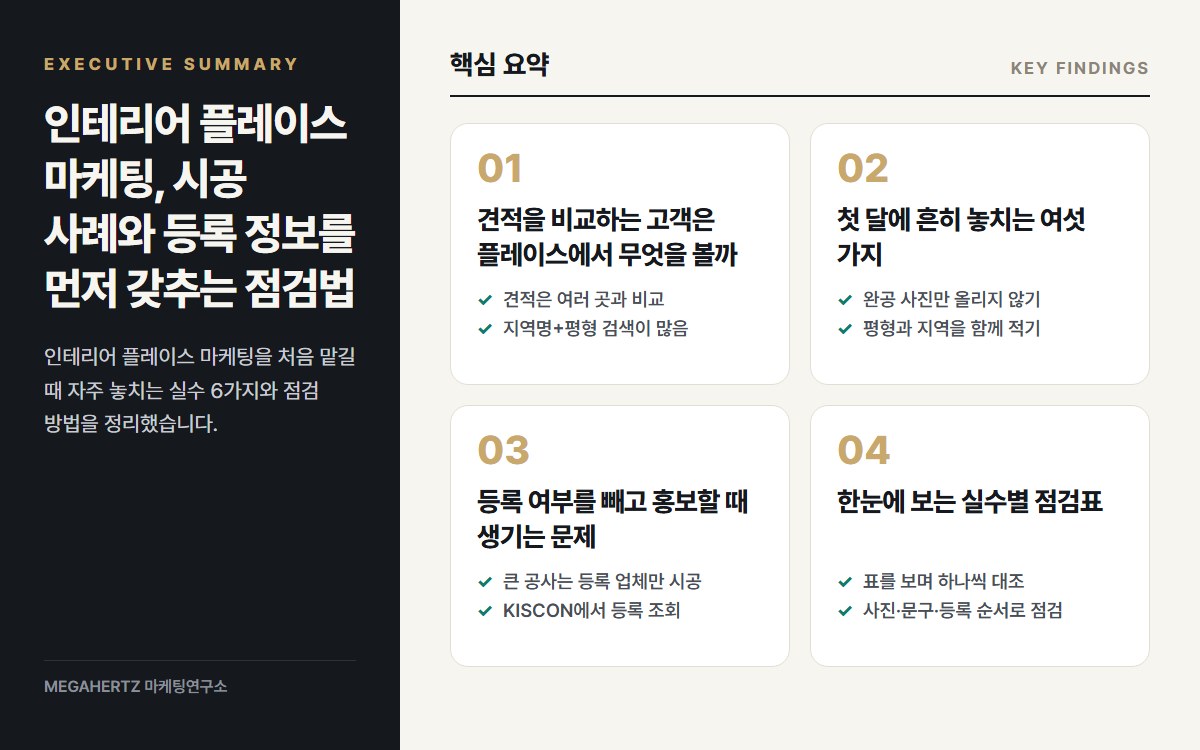 EXECUTIVE SUMMARY
인테리어 플레이스
마케팅, 시공
사례와 등록 정보를
먼저 갖추는 점검법
인테리어 플레이스 마케팅을 처음 맡길
때 자주 놓치는 실수 6가지와 점검
방법을 정리했습니다.
MEGAHERTZ 마케팅연구소
핵심 요약
KEY FINDINGS
01
견적을 비교하는 고객은
플레이스에서 무엇을 볼까
견적은 여러 곳과 비교
지역명+평형 검색이 많음
02
첫 달에 흔히 놓치는 여섯
가지
완공 사진만 올리지 않기
평형과 지역을 함께 적기
03
등록 여부를 빼고 홍보할 때
생기는 문제
큰 공사는 등록 업체만 시공
KISCON에서 등록 조회
04
한눈에 보는 실수별 점검표
표를 보며 하나씩 대조
사진·문구·등록 순서로 점검